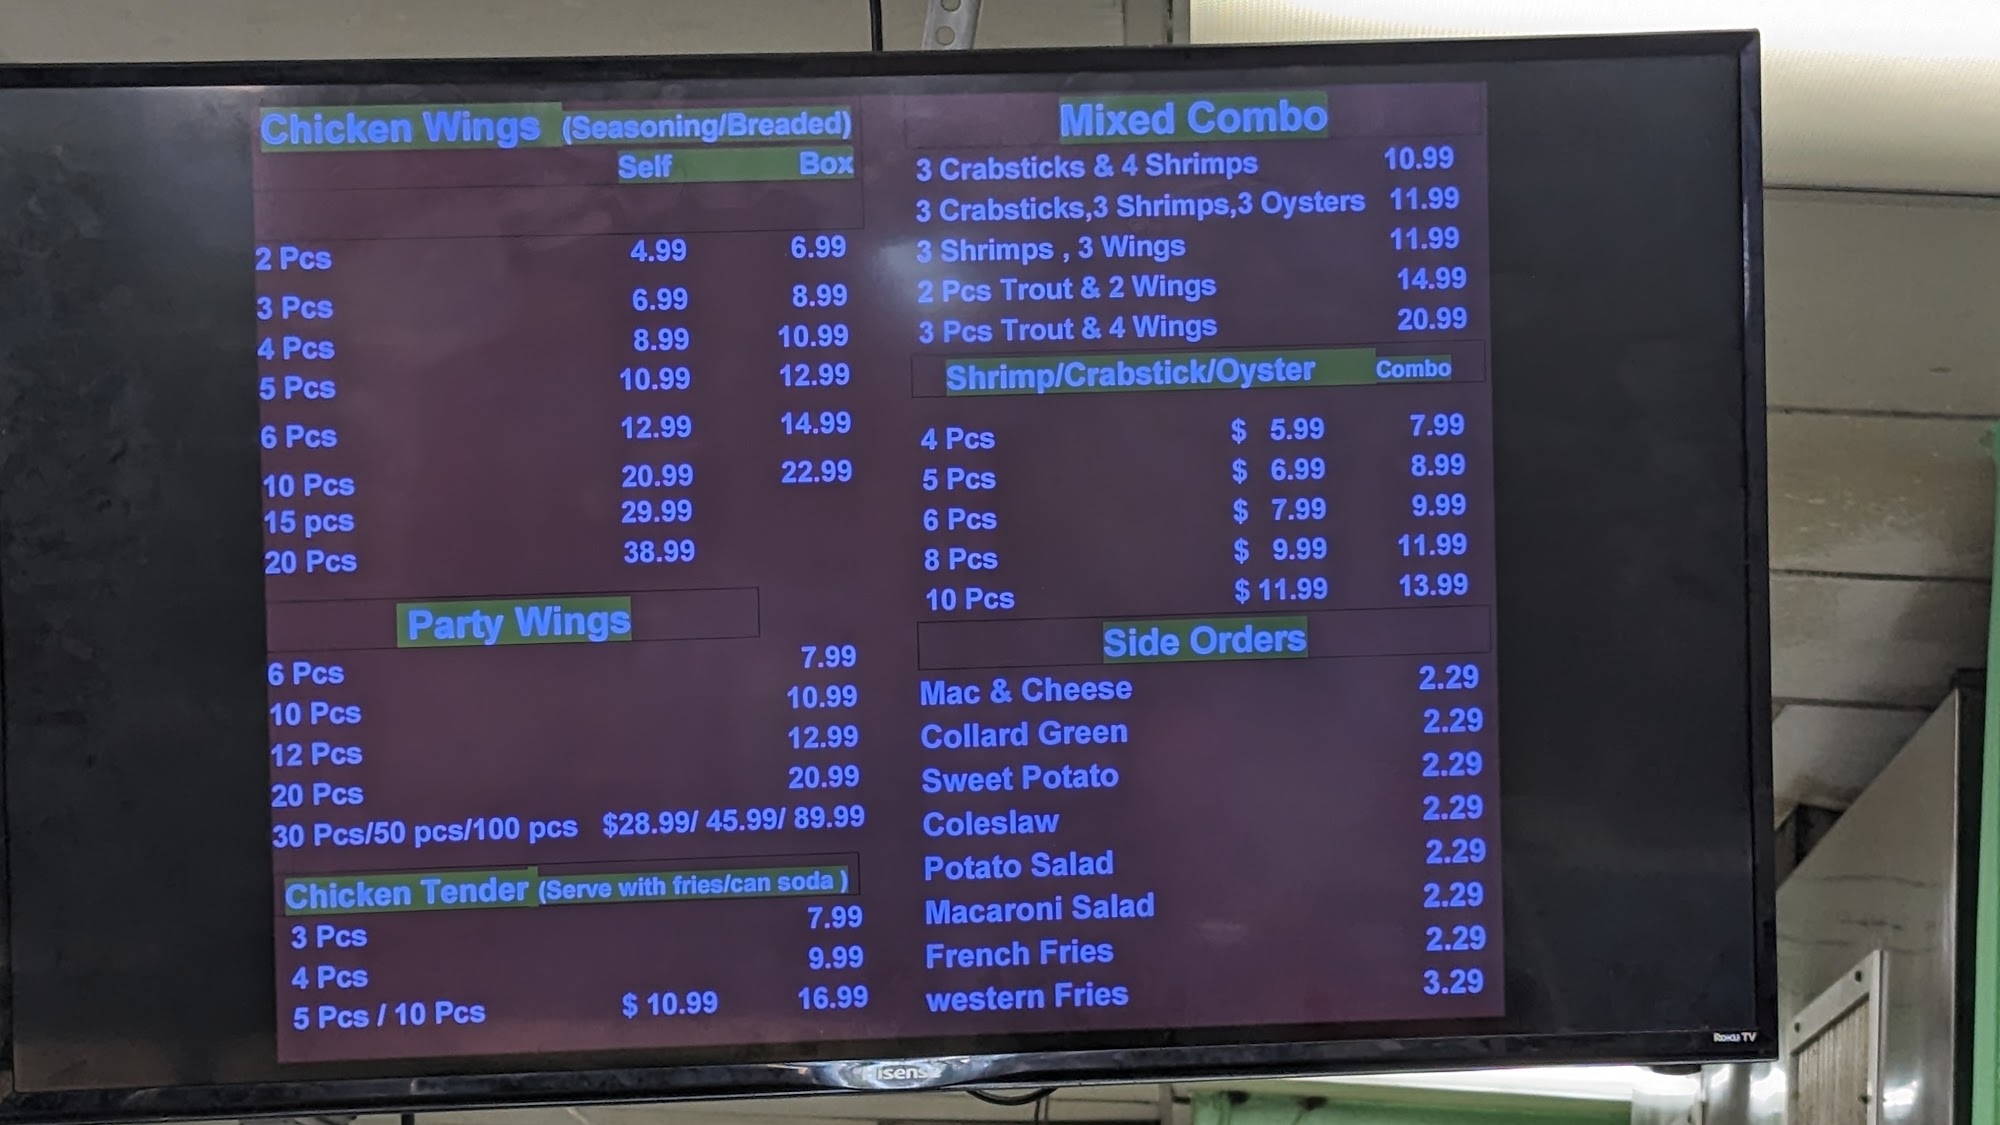 Chicken Wings (Seasoning/Breaded)
Self Box
2 Pcs 4.99 6.99
3 Pcs 6.99 8.99
4 Pcs 8.99 10.99
5 Pcs 10.99 12.99
6 Pcs 12.99 14.99
10 Pcs 20.99 22.99
15 pcs 29.99
20 Pcs 38.99
Party Wings
6 Pcs 7.99
10 Pcs 10.99
12 Pcs 12.99
20 Pcs 20.99
30 Pcs/50 pcs/100 pcs $28.99/ 45.99/ 89.99
Chicken Tender (Serve with fries/can soda )
3 Pcs 7.99
4 Pcs 9.99
5 Pcs / 10 Pcs $ 10.99 16.99
Mixed Combo
3 Crabsticks & 4 Shrimps 10.99
3 Crabsticks,3 Shrimps,3 Oysters 11.99
3 Shrimps , 3 Wings 11.99
2 Pcs Trout & 2 Wings 14.99
3 Pcs Trout & 4 Wings 20.99
Shrimp/Crabstick/Oyster Combo
4 Pcs $ 5.99 7.99
5 Pcs $ 6.99 8.99
6 Pcs $ 7.99 9.99
8 Pcs $ 9.99 11.99
10 Pcs $ 11.99 13.99
Side Orders
Mac & Cheese 2.29
Collard Green 2.29
Sweet Potato 2.29
Coleslaw 2.29
Potato Salad 2.29
Macaroni Salad 2.29
French Fries 2.29
western Fries 3.29
Roku TV
Hisense